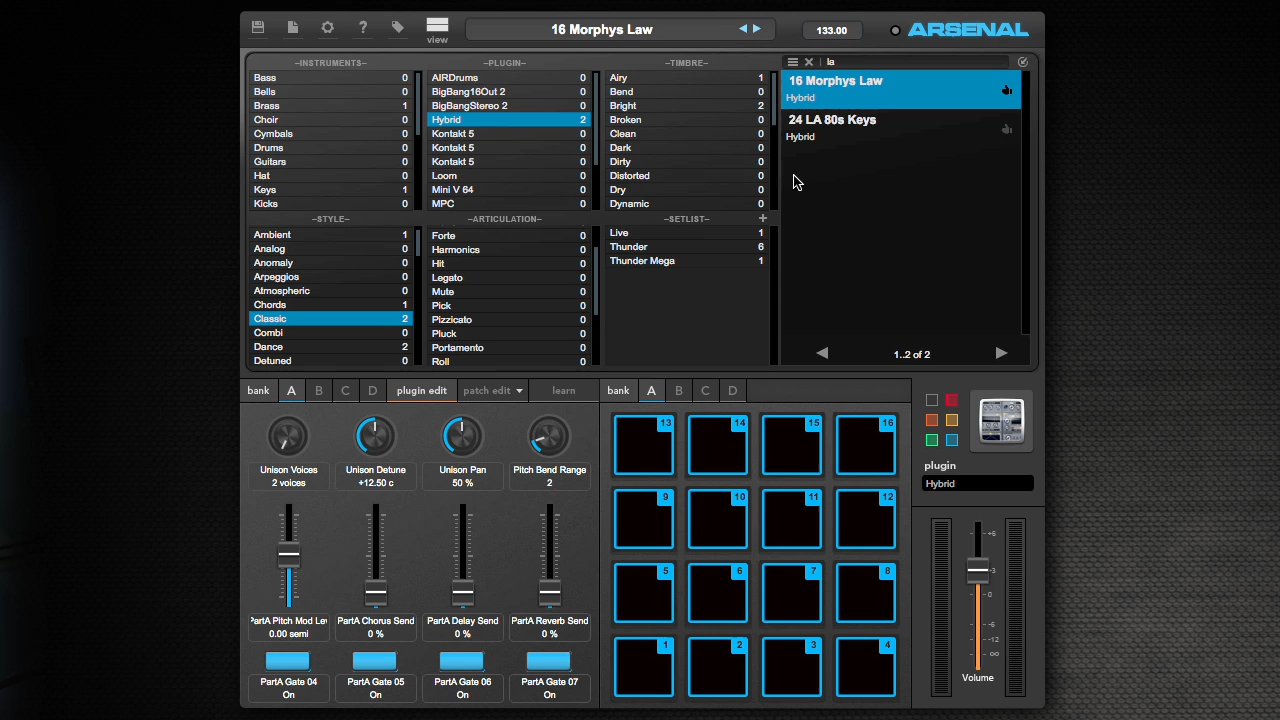 ?
view
16 Morphys Law
133.00
ARSENAL
-INSTRUMENTS-
Bass 0
Bells 0
Brass 1
Choir 0
Cymbals 0
Drums 0
Guitars 0
Hat 0
Keys 1
Kicks 0
-PLUGIN-
AIRDrums 0
BigBang16Out 2 0
BigBangStereo 2 0
Hybrid 2
Kontakt 5 0
Kontakt 5 0
Kontakt 5 0
Loom 0
Mini V 64 0
MPC 0
-TIMBRE-
Airy 1
Bend 0
Bright 2
Broken 0
Clean 0
Dark 0
Dirty 0
Distorted 0
Dry 0
Dynamic 0
la
16 Morphys Law
Hybrid
24 LA 80s Keys
Hybrid
1..2 of 2
-STYLE-
Ambient 1
Analog 0
Anomaly 0
Arpeggios 0
Atmospheric 0
Chords 1
Classic 2
Combi 0
Dance 2
Detuned 0
-ARTICULATION-
Forte 0
Harmonics 0
Hit 0
Legato 0
Mute 0
Pick 0
Pizzicato 0
Pluck 0
Portamento 0
Roll 0
-SETLIST- +
Live 1
Thunder 6
Thunder Mega 1
bank A B C D plugin edit patch edit learn
Unison Voices
2 voices
Unison Detune
+12.50 c
Unison Pan
50 %
Pitch Bend Range
2
PartA Pitch Mod Lev
0.00 semi
PartA Chorus Send
0 %
PartA Delay Send
0 %
PartA Reverb Send
0 %
PartA Gate 04
On
PartA Gate 05
On
PartA Gate 06
On
PartA Gate 07
On
bank A B C D
13 14 15 16
9 10 11 12
5 6 7 8
1 2 3 4
plugin
Hybrid
+6
-3
0
-6
-12
∞
Volume